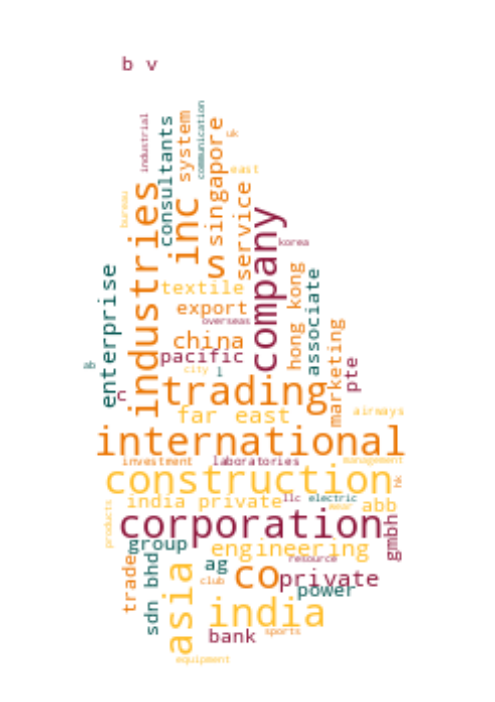 b v
industrial
consultants
system
communication
uk
singapore
inc
east
bureau
industries
service
s
company
korea
textile
hong kong
associate
enterprise
export
overseas
marketing
china
pacific
pte
city
l
ab
c
trading
far east
airways
international
investment
laboratories
management
construction
hk
india private
llc
electric
wear
abb
products
corporation
gmbh
group
engineering
sdn bhd
trade
ag
resource
asia
club
co
private
power
india
bank
sports
equipment